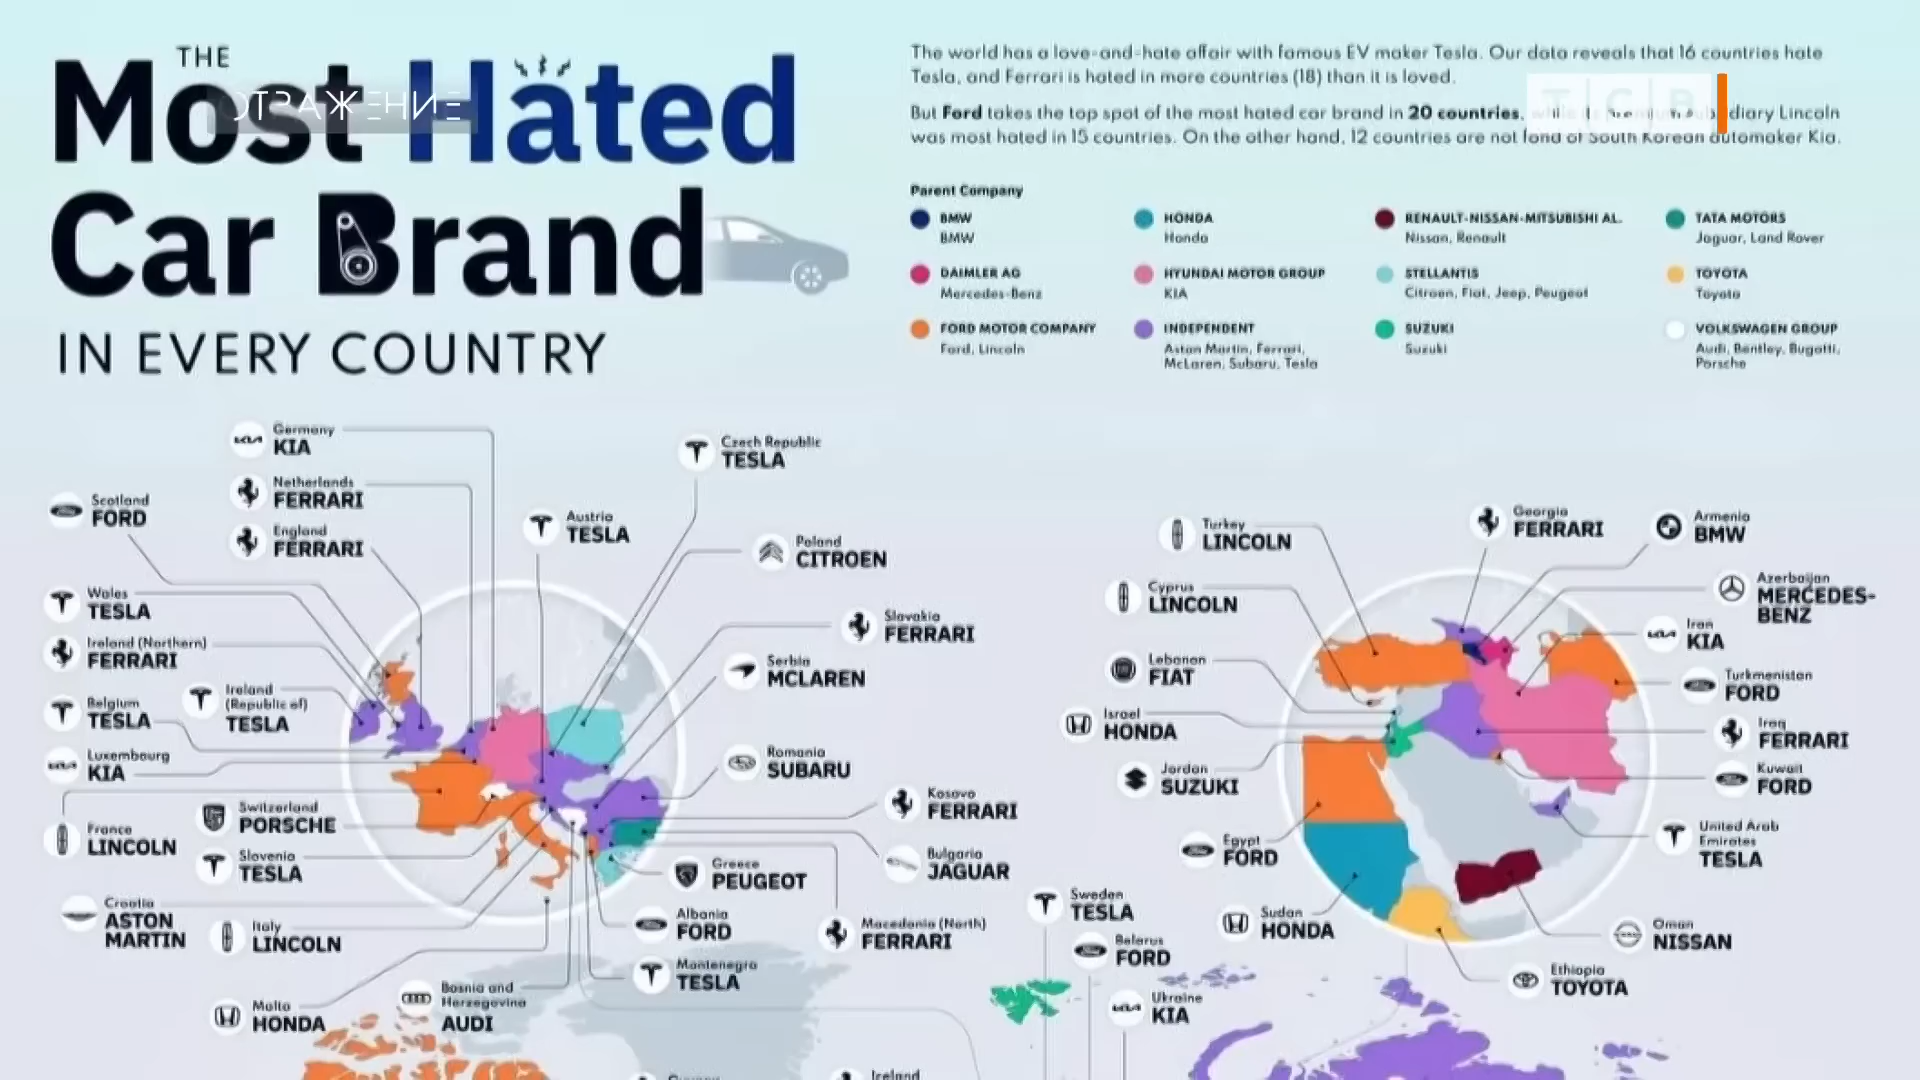 THE
Most Hated
ОТРАЖЕНИЕ
Car Brand
IN EVERY COUNTRY
The world has a love-and-hate affair with famous EV maker Tesla. Our data reveals that 16 countries hate
Tesla, and Ferrari is hated in more countries (18) than it is loved.
But Ford takes the top spot of the most hated car brand in 20 countries, while its premium subsidiary Lincoln
was most hated in 15 countries. On the other hand, 12 countries are not fond of South Korean automaker Kia.
Parent Company
BMW
BMW
HONDA
Honda
RENAULT-NISSAN-MITSUBISHI AL.
Nissan, Renault
TATA MOTORS
Jaguar, Land Rover
DAIMLER AG
Mercedes-Benz
HYUNDAI MOTOR GROUP
KIA
STELLANTIS
Citroen, Fiat, Jeep, Peugeot
TOYOTA
Toyota
FORD MOTOR COMPANY
Ford, Lincoln
INDEPENDENT
Aston Martin, Ferrari,
McLaren, Subaru, Tesla
SUZUKI
Suzuki
VOLKSWAGEN GROUP
Audi, Bentley, Bugatti,
Porsche
Germany
KIA
Netherlands
FERRARI
England
FERRARI
Scotland
FORD
Wales
TESLA
Ireland (Northern)
FERRARI
Ireland
(Republic of)
TESLA
Belgium
TESLA
Luxembourg
KIA
France
LINCOLN
Switzerland
PORSCHE
Slovenia
TESLA
Croatia
ASTON
MARTIN
Italy
LINCOLN
Malta
HONDA
Bosnia and
Herzegovina
AUDI
Czech Republic
TESLA
Austria
TESLA
Poland
CITROEN
Slovakia
FERRARI
Serbia
MCLAREN
Romania
SUBARU
Kosovo
FERRARI
Bulgaria
JAGUAR
Greece
PEUGEOT
Albania
FORD
Macedonia (North)
FERRARI
Montenegro
TESLA
Sweden
TESLA
Belarus
FORD
Ukraine
KIA
Ireland
Turkey
LINCOLN
Cyprus
LINCOLN
Lebanon
FIAT
Israel
HONDA
Jordan
SUZUKI
Egypt
FORD
Sudan
HONDA
Georgia
FERRARI
Armenia
BMW
Azerbaijan
MERCEDES-
BENZ
Iran
KIA
Turkmenistan
FORD
Iraq
FERRARI
Kuwait
FORD
United Arab
Emirates
TESLA
Oman
NISSAN
Ethiopia
TOYOTA